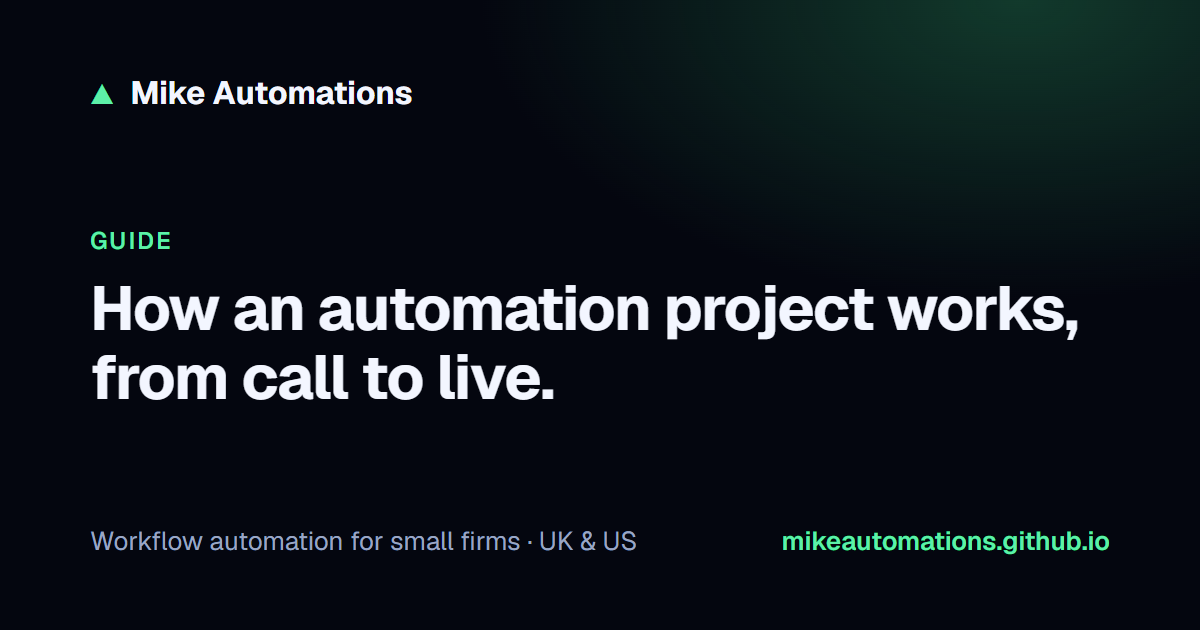 Mike Automations
GUIDE
How an automation project works,
from call to live.
Workflow automation for small firms · UK & US
mikeautomations.github.io